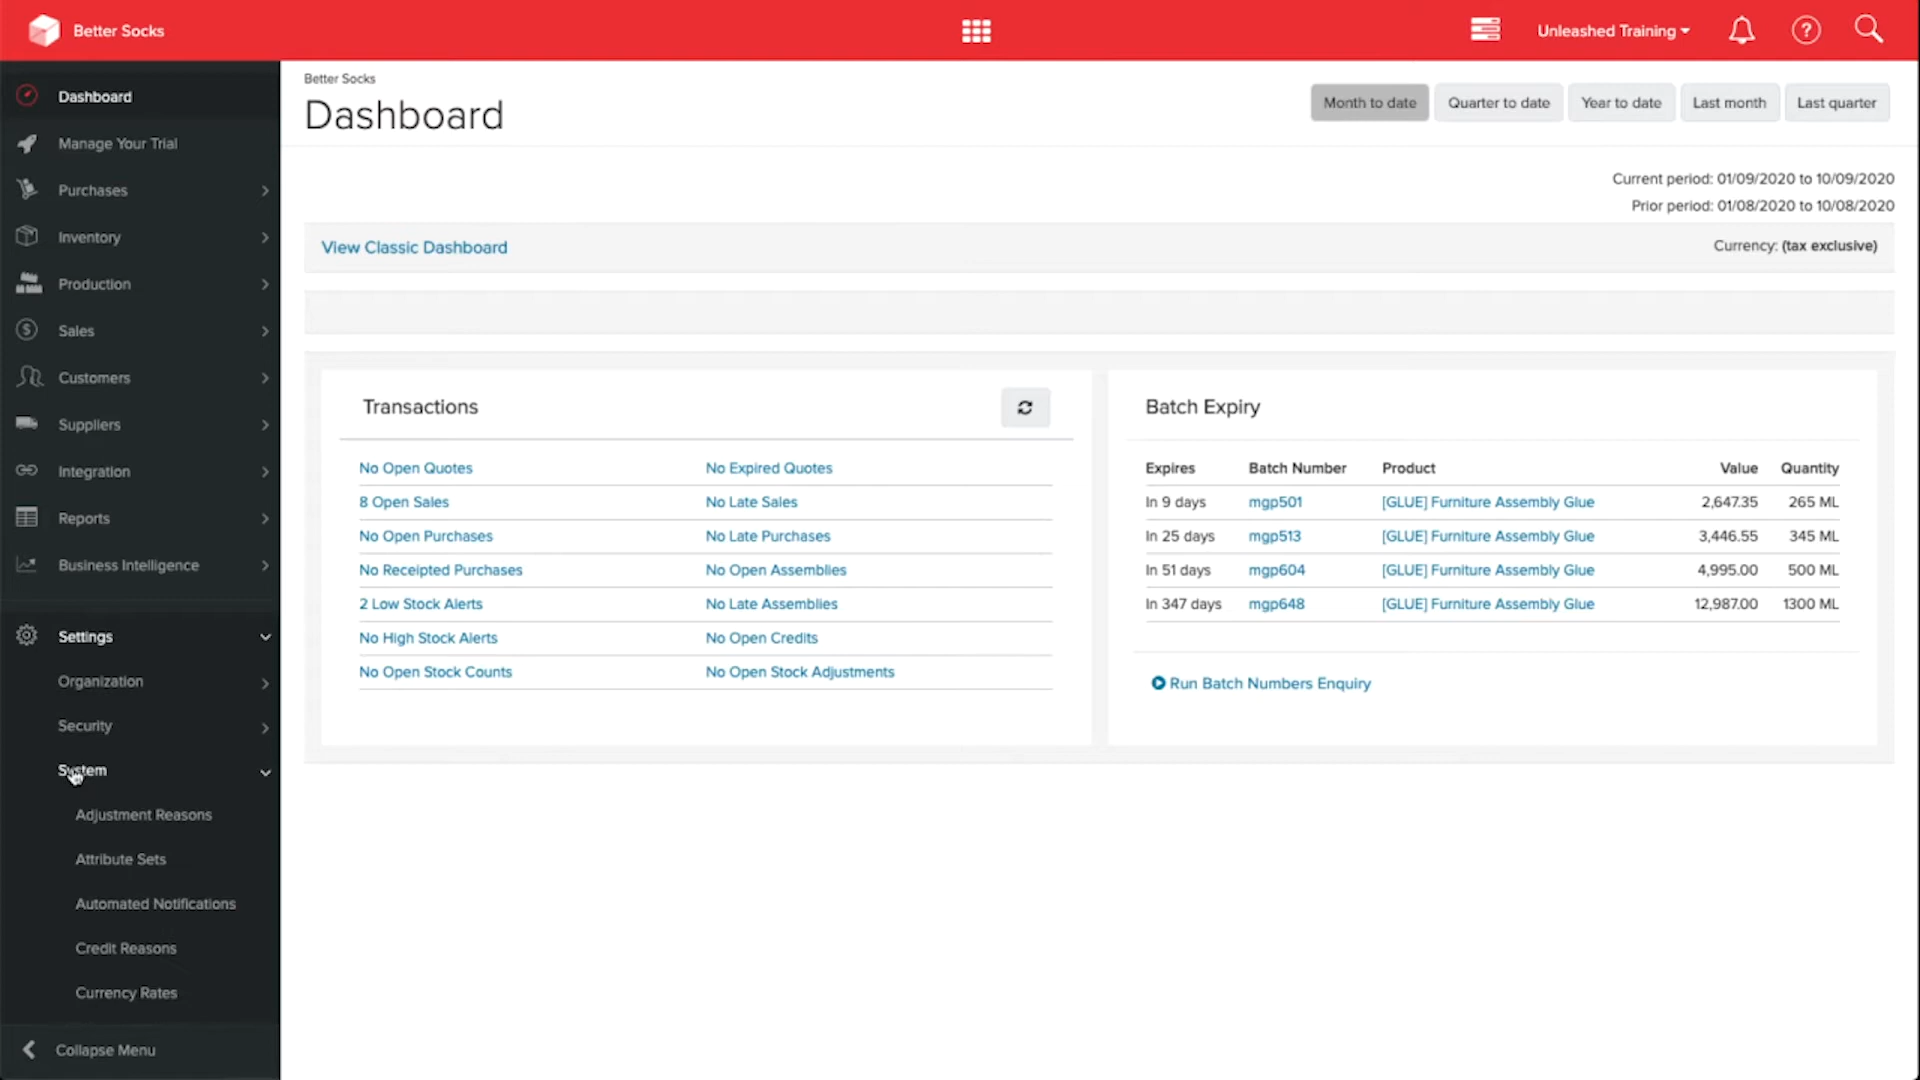 Better Socks
Unleashed Training
?
Dashboard
Manage Your Trial
Purchases
Inventory
Production
Sales
Customers
Suppliers
Integration
Reports
Business Intelligence
Settings
Organization
Security
System
Adjustment Reasons
Attribute Sets
Automated Notifications
Credit Reasons
Currency Rates
Collapse Menu
Better Socks
Dashboard
Month to date Quarter to date Year to date Last month Last quarter
Current period: 01/09/2020 to 10/09/2020
Prior period: 01/08/2020 to 10/08/2020
View Classic Dashboard Currency: (tax exclusive)
Transactions
No Open Quotes No Expired Quotes
8 Open Sales No Late Sales
No Open Purchases No Late Purchases
No Receipted Purchases No Open Assemblies
2 Low Stock Alerts No Late Assemblies
No High Stock Alerts No Open Credits
No Open Stock Counts No Open Stock Adjustments
Batch Expiry
Expires Batch Number Product Value Quantity
In 9 days mgp501 [GLUE] Furniture Assembly Glue 2,647.35 265 ML
In 25 days mgp513 [GLUE] Furniture Assembly Glue 3,446.55 345 ML
In 51 days mgp604 [GLUE] Furniture Assembly Glue 4,995.00 500 ML
In 347 days mgp648 [GLUE] Furniture Assembly Glue 12,987.00 1300 ML
Run Batch Numbers Enquiry